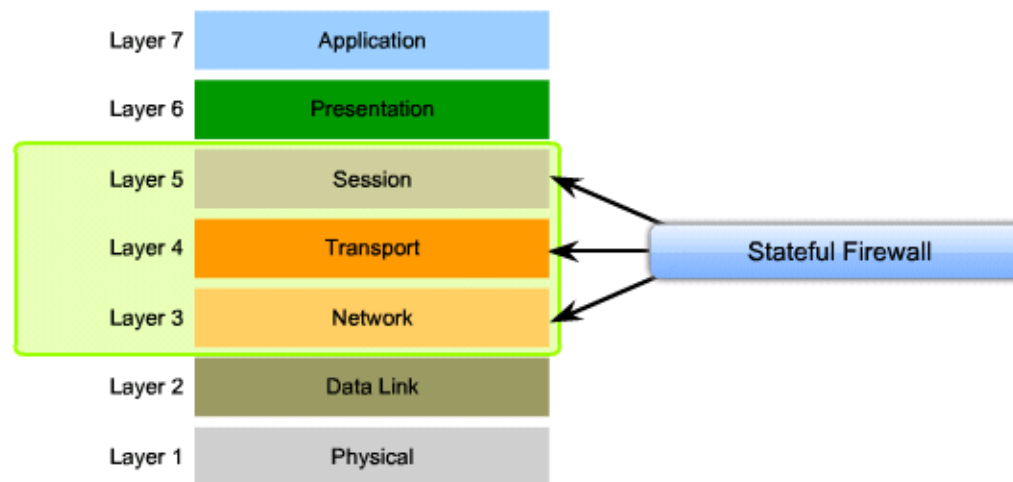 Layer 7 Application
Layer 6 Presentation
Layer 5 Session
Layer 4 Transport
Stateful Firewall
Layer 3 Network
Layer 2 Data Link
Layer 1 Physical